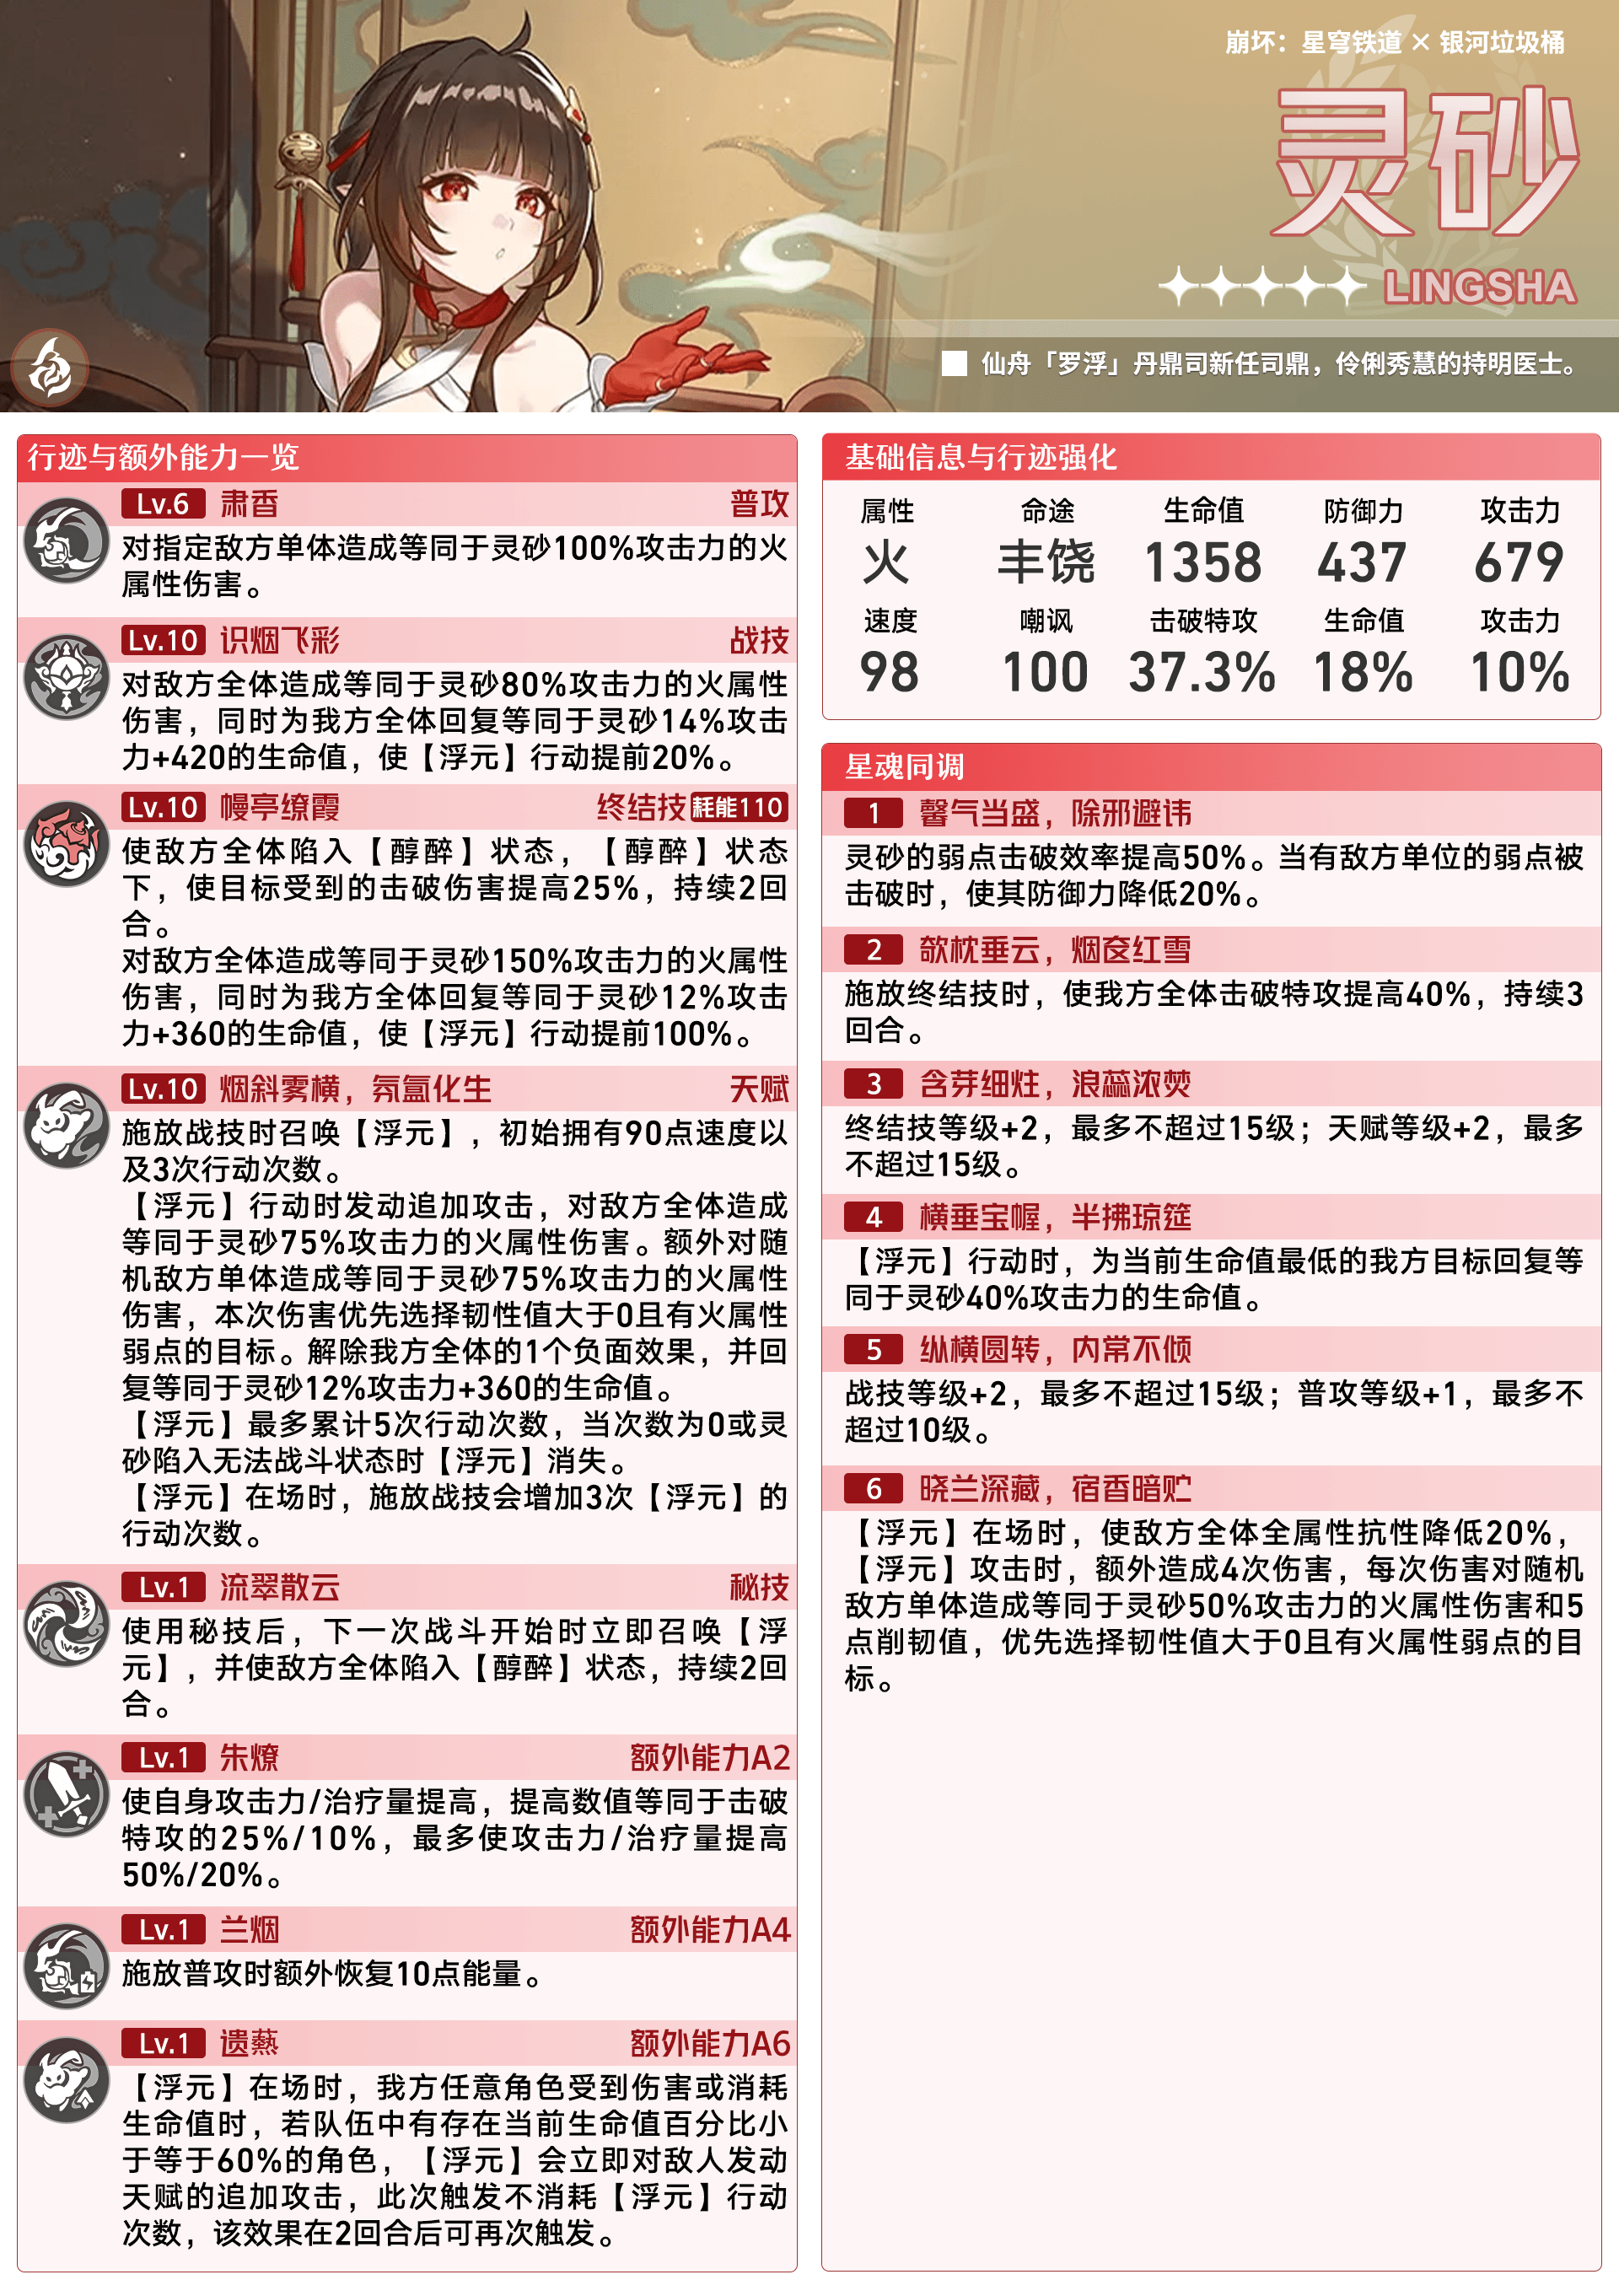 崩坏：星穹铁道 × 银河垃圾桶
灵砂
LINGSHA
仙舟「罗浮」丹鼎司新任司鼎，伶俐秀慧的持明医士。
行迹与额外能力一览
Lv.6 肃香 普攻
对指定敌方单体造成等同于灵砂100%攻击力的火
属性伤害。
Lv.10 识烟飞彩 战技
对敌方全体造成等同于灵砂80%攻击力的火属性
伤害，同时为我方全体回复等同于灵砂14%攻击
力+420的生命值，使【浮元】行动提前20%。
Lv.10 幔亭缭霞 终结技 耗能110
使敌方全体陷入【醇醉】状态，【醇醉】状态
下，使目标受到的击破伤害提高25%，持续2回
合。
对敌方全体造成等同于灵砂150%攻击力的火属性
伤害，同时为我方全体回复等同于灵砂12%攻击
力+360的生命值，使【浮元】行动提前100%。
Lv.10 烟斜雾横，氛氲化生 天赋
施放战技时召唤【浮元】，初始拥有90点速度以
及3次行动次数。
【浮元】行动时发动追加攻击，对敌方全体造成
等同于灵砂75%攻击力的火属性伤害。额外对随
机敌方单体造成等同于灵砂75%攻击力的火属性
伤害，本次伤害优先选择韧性值大于0且有火属性
弱点的目标。解除我方全体的1个负面效果，并回
复等同于灵砂12%攻击力+360的生命值。
【浮元】最多累计5次行动次数，当次数为0或灵
砂陷入无法战斗状态时【浮元】消失。
【浮元】在场时，施放战技会增加3次【浮元】的
行动次数。
Lv.1 流翠散云 秘技
使用秘技后，下一次战斗开始时立即召唤【浮
元】，并使敌方全体陷入【醇醉】状态，持续2回
合。
Lv.1 朱燎 额外能力A2
使自身攻击力/治疗量提高，提高数值等同于击破
特攻的25%/10%，最多使攻击力/治疗量提高
50%/20%。
Lv.1 兰烟 额外能力A4
施放普攻时额外恢复10点能量。
Lv.1 遗爇 额外能力A6
【浮元】在场时，我方任意角色受到伤害或消耗
生命值时，若队伍中有存在当前生命值百分比小
于等于60%的角色，【浮元】会立即对敌人发动
天赋的追加攻击，此次触发不消耗【浮元】行动
次数，该效果在2回合后可再次触发。
基础信息与行迹强化
属性 命途 生命值 防御力 攻击力
火 丰饶 1358 437 679
速度 嘲讽 击破特攻 生命值 攻击力
98 100 37.3% 18% 10%
星魂同调
1 馨气当盛，除邪避讳
灵砂的弱点击破效率提高50%。当有敌方单位的弱点被
击破时，使其防御力降低20%。
2 欹枕垂云，烟窔红雪
施放终结技时，使我方全体击破特攻提高40%，持续3
回合。
3 含芽细炷，浪蕊浓燓
终结技等级+2，最多不超过15级；天赋等级+2，最多
不超过15级。
4 横垂宝幄，半拂琼筵
【浮元】行动时，为当前生命值最低的我方目标回复等
同于灵砂40%攻击力的生命值。
5 纵横圆转，内常不倾
战技等级+2，最多不超过15级；普攻等级+1，最多不
超过10级。
6 晓兰深藏，宿香暗贮
【浮元】在场时，使敌方全体全属性抗性降低20%，
【浮元】攻击时，额外造成4次伤害，每次伤害对随机
敌方单体造成等同于灵砂50%攻击力的火属性伤害和5
点削韧值，优先选择韧性值大于0且有火属性弱点的目
标。